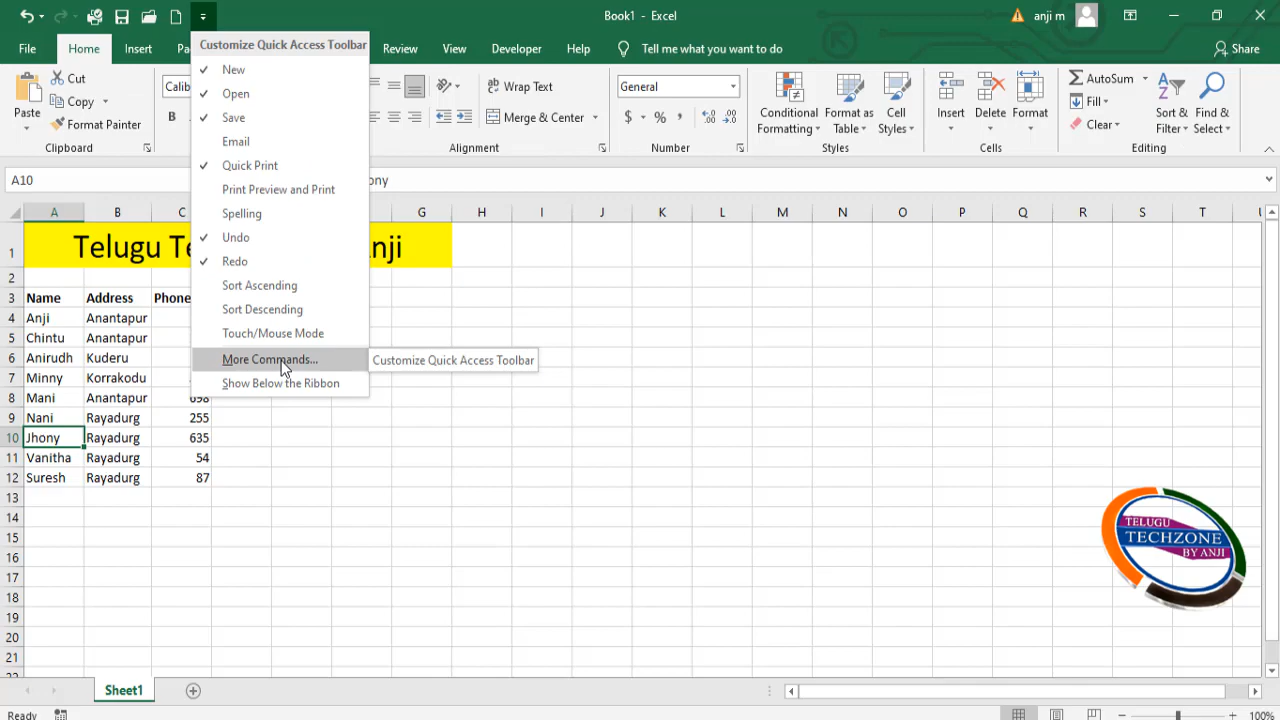 Book1 - Excel
anji m
File
Home
Insert
Review
View
Developer
Help
Tell me what you want to do
Share
Paste
Cut
Copy
Format Painter
Clipboard
Wrap Text
Merge & Center
Alignment
General
$ % ,
Number
Conditional
Formatting
Format as
Table
Cell
Styles
Styles
Insert
Delete
Format
Cells
AutoSum
Fill
Clear
Sort &
Filter
Find &
Select
Editing
B
Customize Quick Access Toolbar
New
Open
Save
Email
Quick Print
Print Preview and Print
Spelling
Undo
Redo
Sort Ascending
Sort Descending
Touch/Mouse Mode
More Commands...
Show Below the Ribbon
Customize Quick Access Toolbar
A10
A B C G H I J K L M N O P Q R S T
1 Telugu
2
3 Name Address Phone
4 Anji Anantapur
5 Chintu Anantapur
6 Anirudh Kuderu
7 Minny Korrakodu
8 Mani Anantapur 698
9 Nani Rayadurg 255
10 Jhony Rayadurg 635
11 Vanitha Rayadurg 54
12 Suresh Rayadurg 87
13
14
15
16
17
18
19
20
21
TELUGU
TECHZONE
BY ANJI
Sheet1
Ready
100%